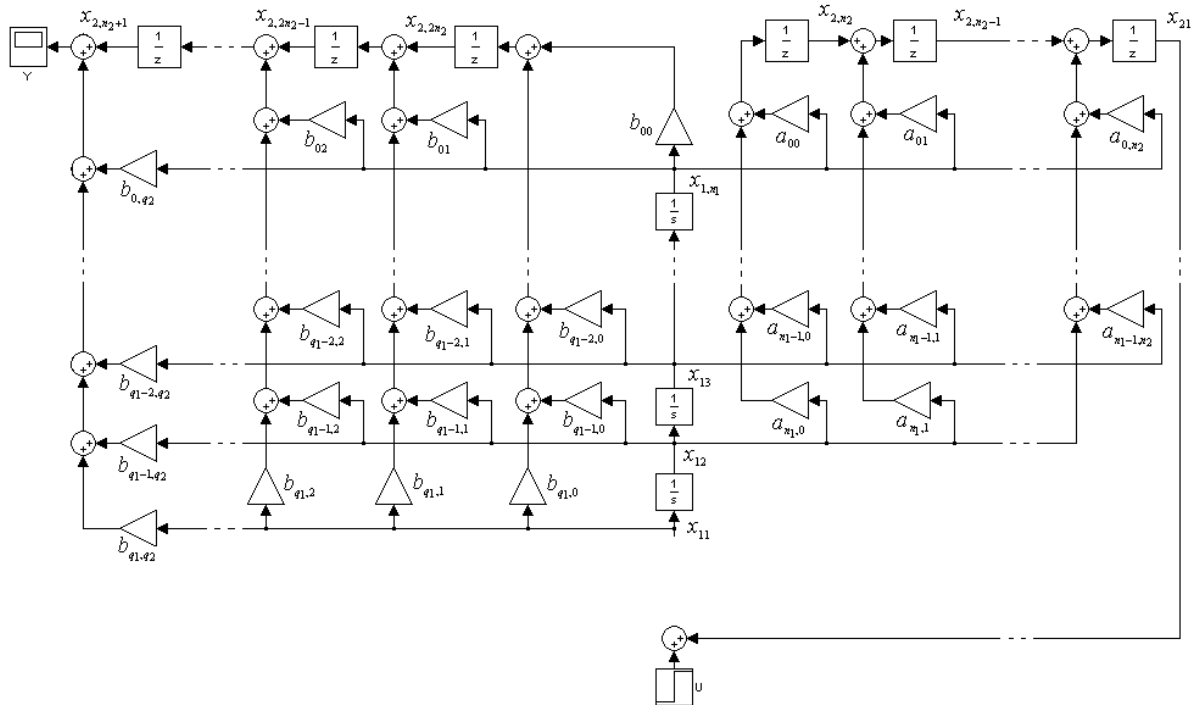 x_{2,n_2+1} x_{2,2n_2-1} x_{2,2n_2} x_{2,n_2} x_{2,n_2-1} x_{21}
1/z 1/z 1/z 1/z 1/z 1/z
Y
b_{02} b_{01} b_{00} a_{00} a_{01} a_{0,n_2}
b_{0,q_2} x_{1,n_1}
1/s
b_{q_1-2,2} b_{q_1-2,1} b_{q_1-2,0} a_{n_1-1,0} a_{n_1-1,1} a_{n_1-1,n_2}
b_{q_1-2,q_2} x_{13}
1/s
b_{q_1-1,2} b_{q_1-1,1} b_{q_1-1,0} a_{n_1,0} a_{n_1,1}
b_{q_1-1,q_2} x_{12}
b_{q_1,2} b_{q_1,1} b_{q_1,0} 1/s
b_{q_1,q_2} x_{11}
U